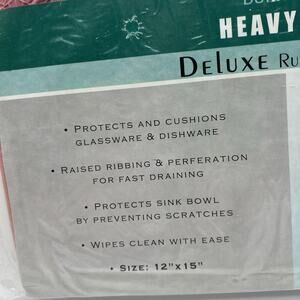 HEAVY
DELUXE RU
• PROTECTS AND CUSHIONS
GLASSWARE & DISHWARE
• RAISED RIBBING & PERFERATION
FOR FAST DRAINING
• PROTECTS SINK BOWL
BY PREVENTING SCRATCHES
• WIPES CLEAN WITH EASE
• SIZE: 12"X15"